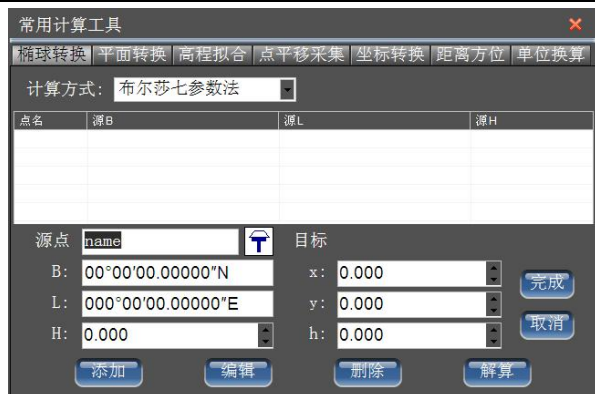 常用计算工具
椭球转换 平面转换 高程拟合 点平移采集 坐标转换 距离方位 单位换算
计算方式: 布尔莎七参数法
点名 源B 源L 源H
源点 name 目标
B: 00°00'00.00000"N x: 0.000 完成
L: 000°00'00.00000"E y: 0.000 取消
H: 0.000 h: 0.000
添加 编辑 删除 解算